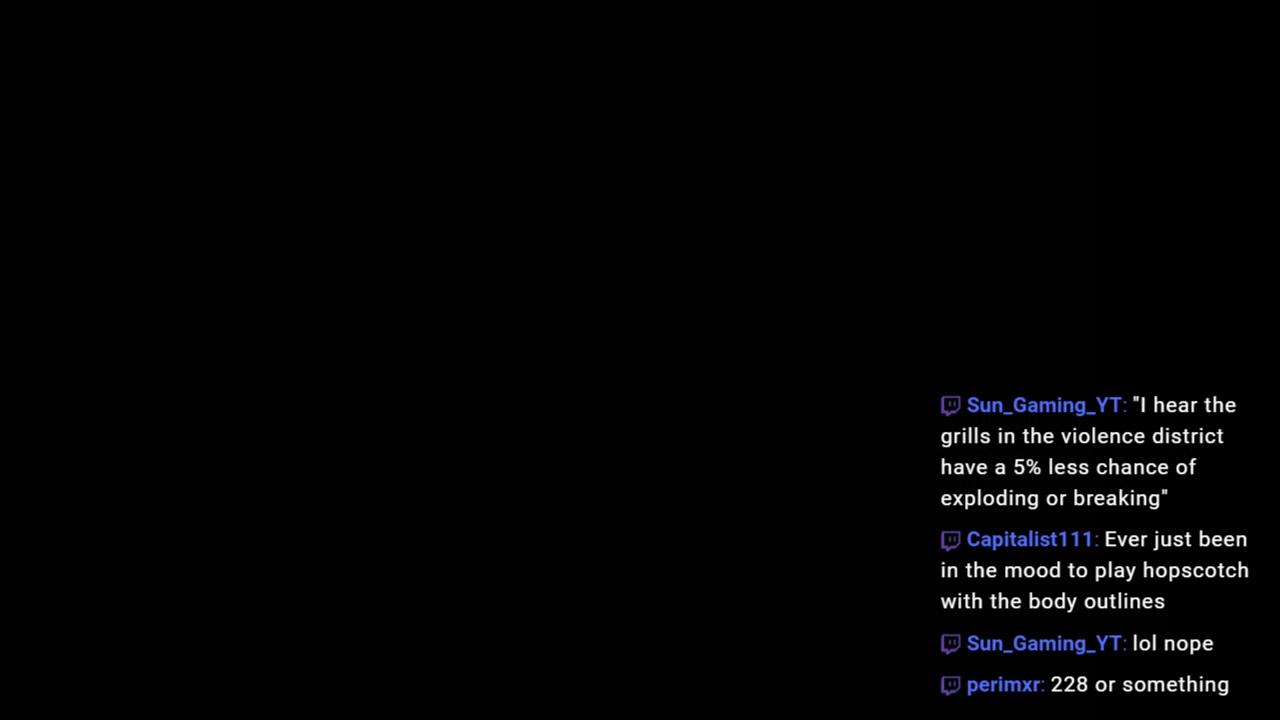 Sun_Gaming_YT: "I hear the
grills in the violence district
have a 5% less chance of
exploding or breaking"
Capitalist111: Ever just been
in the mood to play hopscotch
with the body outlines
Sun_Gaming_YT: lol nope
perimxr: 228 or something